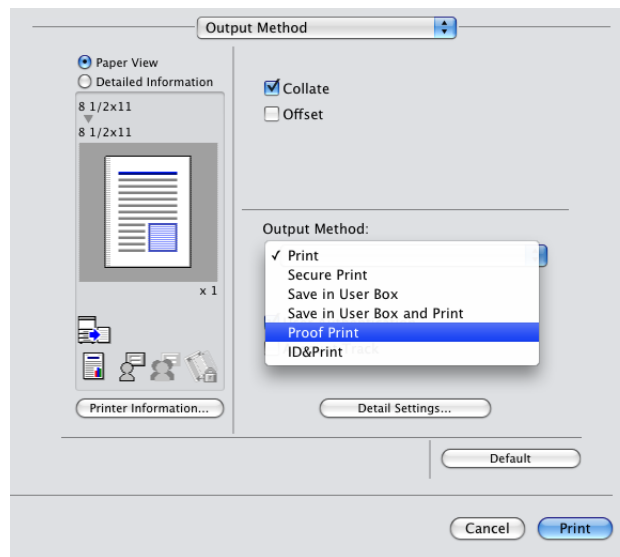 Output Method
Paper View
Detailed Information
8 1/2x11
8 1/2x11
x 1
Printer Information...
Collate
Offset
Output Method:
✓ Print
Secure Print
Save in User Box
Save in User Box and Print
Proof Print
ID&Print
Detail Settings...
Default
Cancel
Print